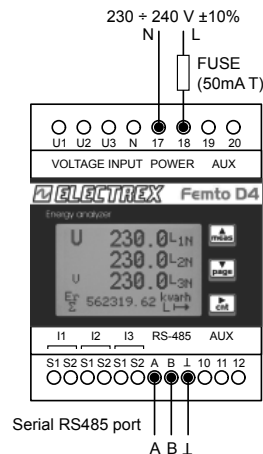 230 ÷ 240 V ±10%
N L
FUSE
(50mA T)
U1 U2 U3 N 17 18 19 20
VOLTAGE INPUT POWER AUX
ELECTREX Femto D4
Energy analyzer
U 230.0 L1N
230.0 L2N
U 230.0 L3N
Er Σ 562319.62 kvarh L
meas
page
cnt
I1 I2 I3 RS-485 AUX
S1 S2 S1 S2 S1 S2 A B ⊥ 10 11 12
Serial RS485 port
A B ⊥